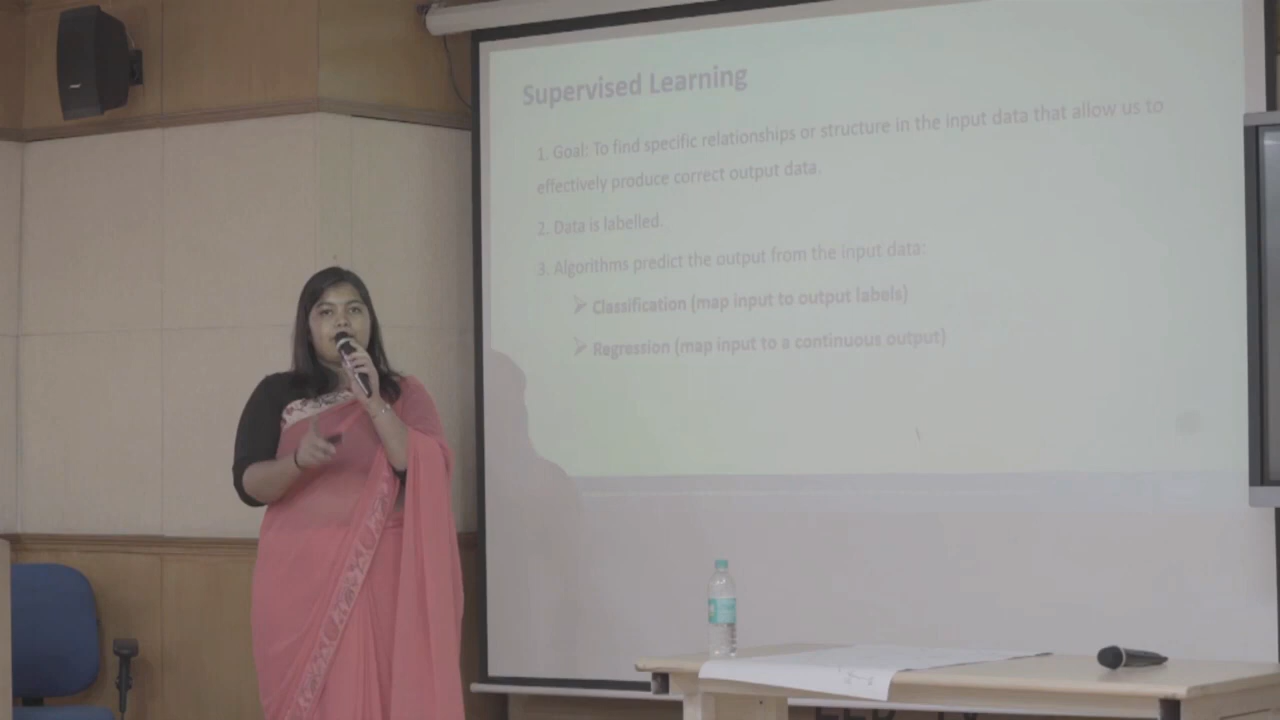 Supervised Learning
1. Goal: To find specific relationships or structure in the input data that allow us to
effectively produce correct output data.
2. Data is labelled.
3. Algorithms predict the output from the input data:
➢ Classification (map input to output labels)
➢ Regression (map input to a continuous output)